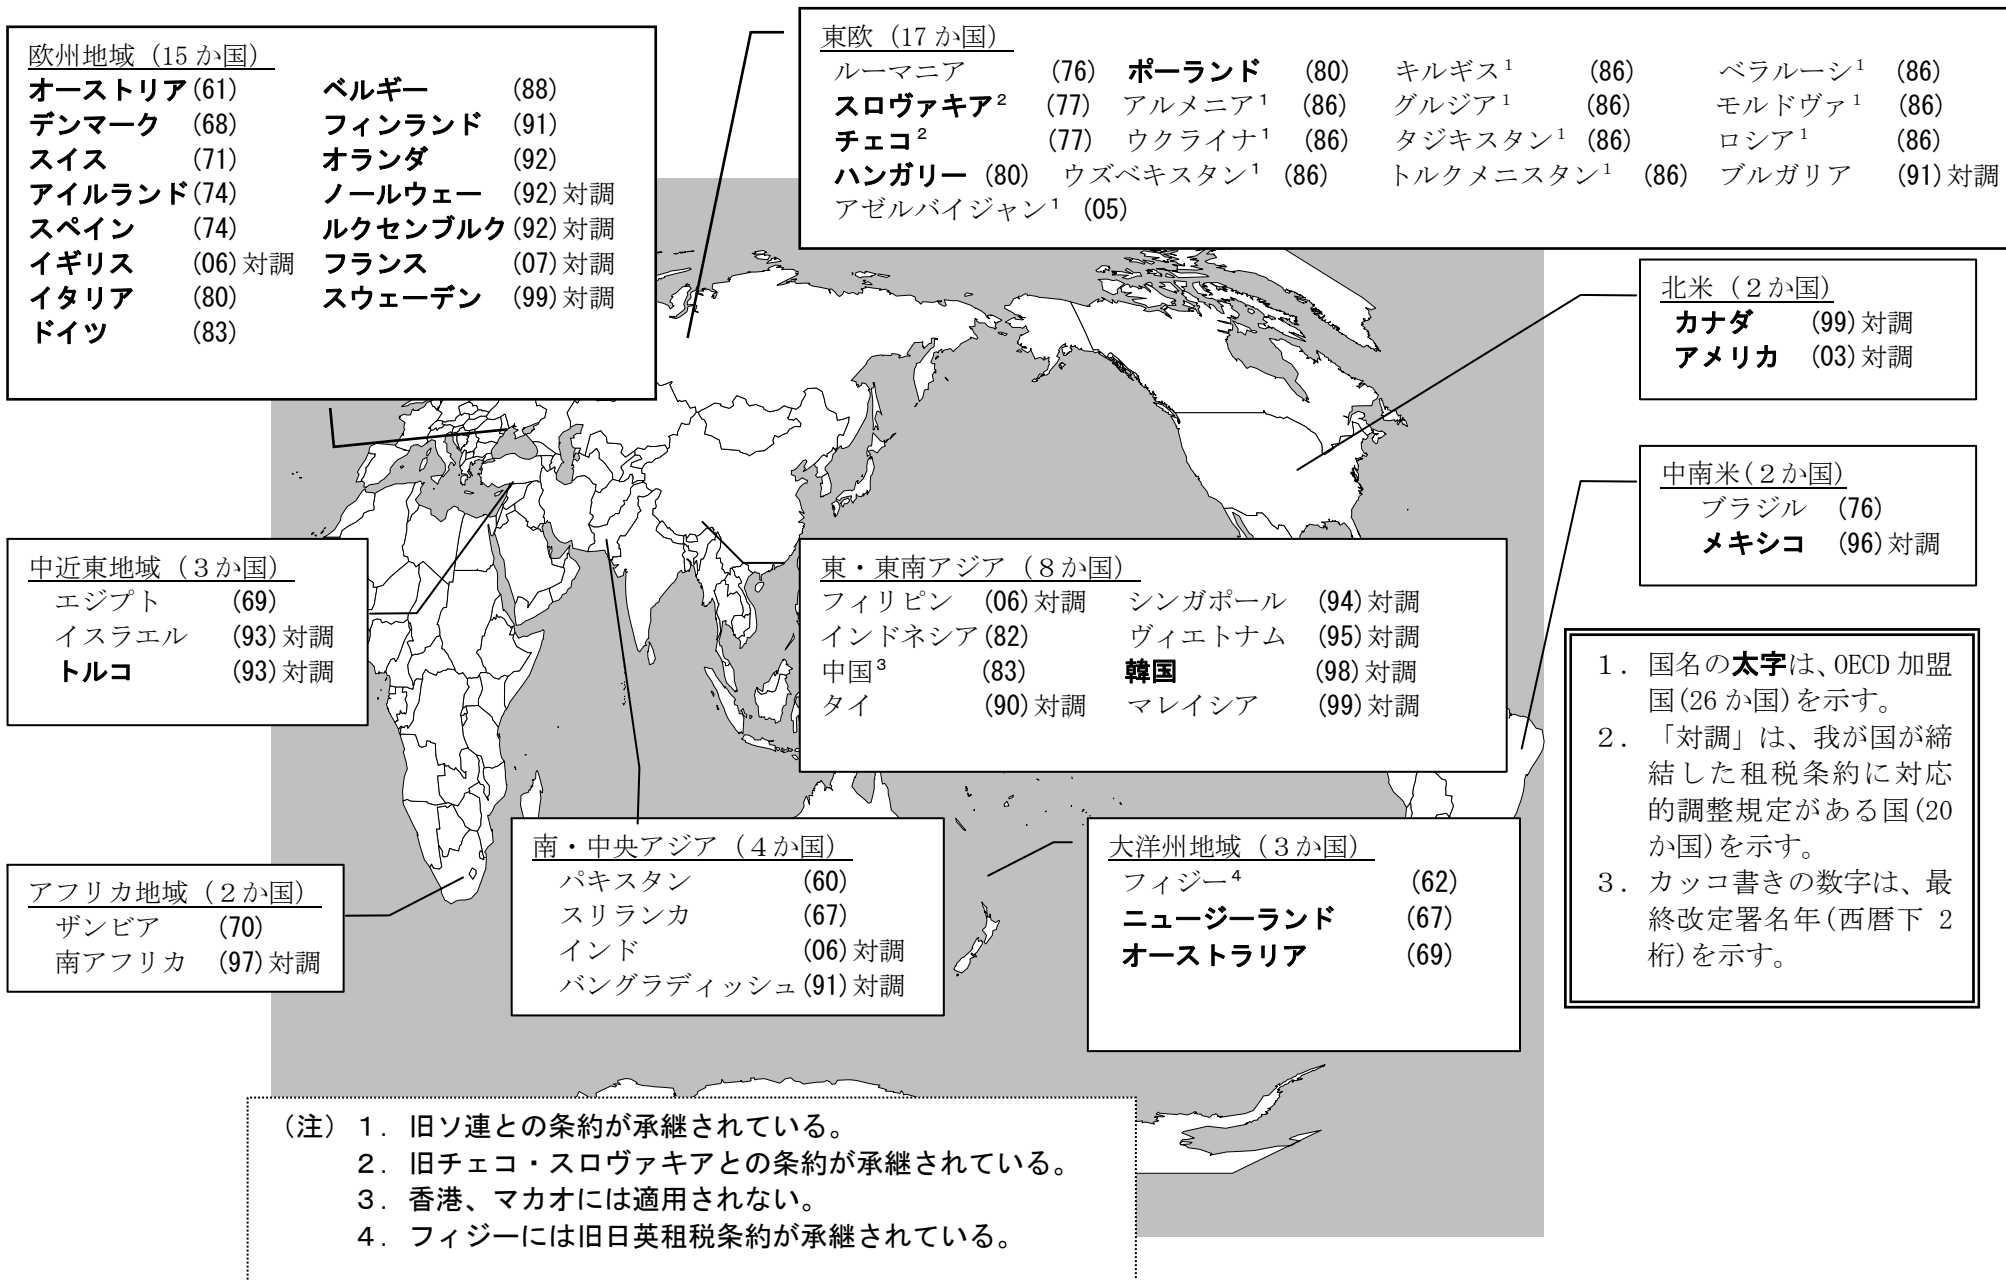 欧州地域（15か国）
オーストリア(61) ベルギー (88)
デンマーク (68) フィンランド (91)
スイス (71) オランダ (92)
アイルランド(74) ノールウェー (92)対調
スペイン (74) ルクセンブルク(92)対調
イギリス (06)対調 フランス (07)対調
イタリア (80) スウェーデン (99)対調
ドイツ (83)
東欧（17か国）
ルーマニア (76) ポーランド (80) キルギス¹ (86) ベラルーシ¹ (86)
スロヴァキア² (77) アルメニア¹ (86) グルジア¹ (86) モルドヴァ¹ (86)
チェコ² (77) ウクライナ¹ (86) タジキスタン¹ (86) ロシア¹ (86)
ハンガリー (80) ウズベキスタン¹ (86) トルクメニスタン¹ (86) ブルガリア (91)対調
アゼルバイジャン¹ (05)
北米（２か国）
カナダ (99)対調
アメリカ (03)対調
中南米(２か国)
ブラジル (76)
メキシコ (96)対調
中近東地域（３か国）
エジプト (69)
イスラエル (93)対調
トルコ (93)対調
東・東南アジア（８か国）
フィリピン (06)対調 シンガポール (94)対調
インドネシア(82) ヴィエトナム (95)対調
中国³ (83) 韓国 (98)対調
タイ (90)対調 マレイシア (99)対調
アフリカ地域（２か国）
ザンビア (70)
南アフリカ (97)対調
南・中央アジア（４か国）
パキスタン (60)
スリランカ (67)
インド (06)対調
バングラディッシュ(91)対調
大洋州地域（３か国）
フィジー⁴ (62)
ニュージーランド (67)
オーストラリア (69)
１．国名の太字は、OECD加盟
国(26か国)を示す。
２．「対調」は、我が国が締
結した租税条約に対応
的調整規定がある国(20
か国)を示す。
３．カッコ書きの数字は、最
終改定署名年(西暦下 2
桁)を示す。
（注）１．旧ソ連との条約が承継されている。
２．旧チェコ・スロヴァキアとの条約が承継されている。
３．香港、マカオには適用されない。
４．フィジーには旧日英租税条約が承継されている。